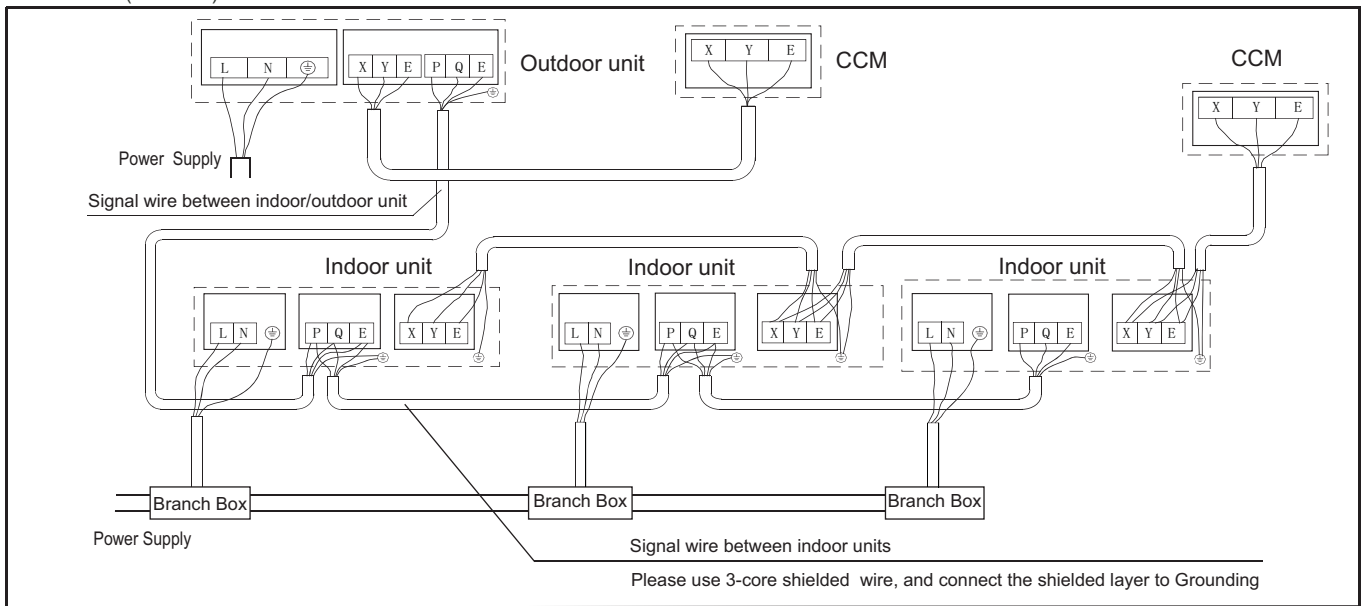 L N
X Y E P Q E
Outdoor unit
X Y E
CCM
CCM
X Y E
Power Supply
Signal wire between indoor/outdoor unit
Indoor unit
Indoor unit
Indoor unit
L N
P Q E
X Y E
L N
P Q E
X Y E
L N
P Q E
X Y E
Branch Box
Branch Box
Branch Box
Power Supply
Signal wire between indoor units
Please use 3-core shielded wire, and connect the shielded layer to Grounding